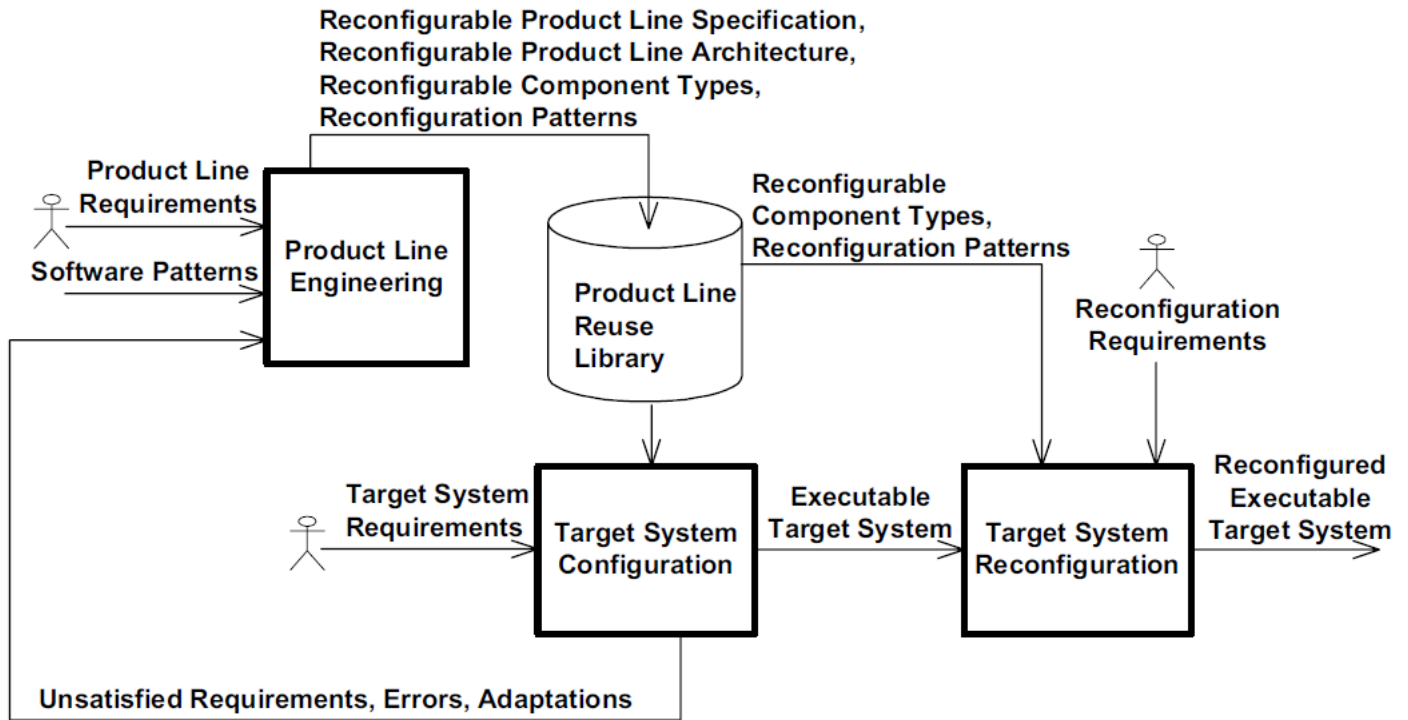 Reconfigurable Product Line Specification,
Reconfigurable Product Line Architecture,
Reconfigurable Component Types,
Reconfiguration Patterns
Product Line
Requirements
Software Patterns
Product Line
Engineering
Reconfigurable
Component Types,
Reconfiguration Patterns
Product Line
Reuse
Library
Reconfiguration
Requirements
Target System
Requirements
Target System
Configuration
Executable
Target System
Target System
Reconfiguration
Reconfigured
Executable
Target System
Unsatisfied Requirements, Errors, Adaptations